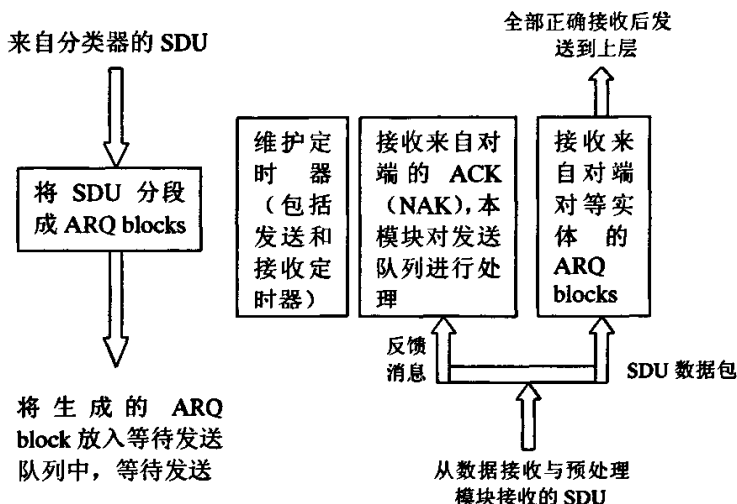 来自分类器的 SDU
将 SDU 分段
成 ARQ blocks
将生成的 ARQ
block 放入等待发送
队列中，等待发送
维护定
时器
（包括
发送和
接收定
时器）
接收来自对
端的 ACK
（NAK），本
模块对发送
队列进行处
理
全部正确接收后发
送到上层
接收来
自对端
对等实
体的
ARQ
blocks
反馈
消息
SDU 数据包
从数据接收与预处理
模块接收的 SDU